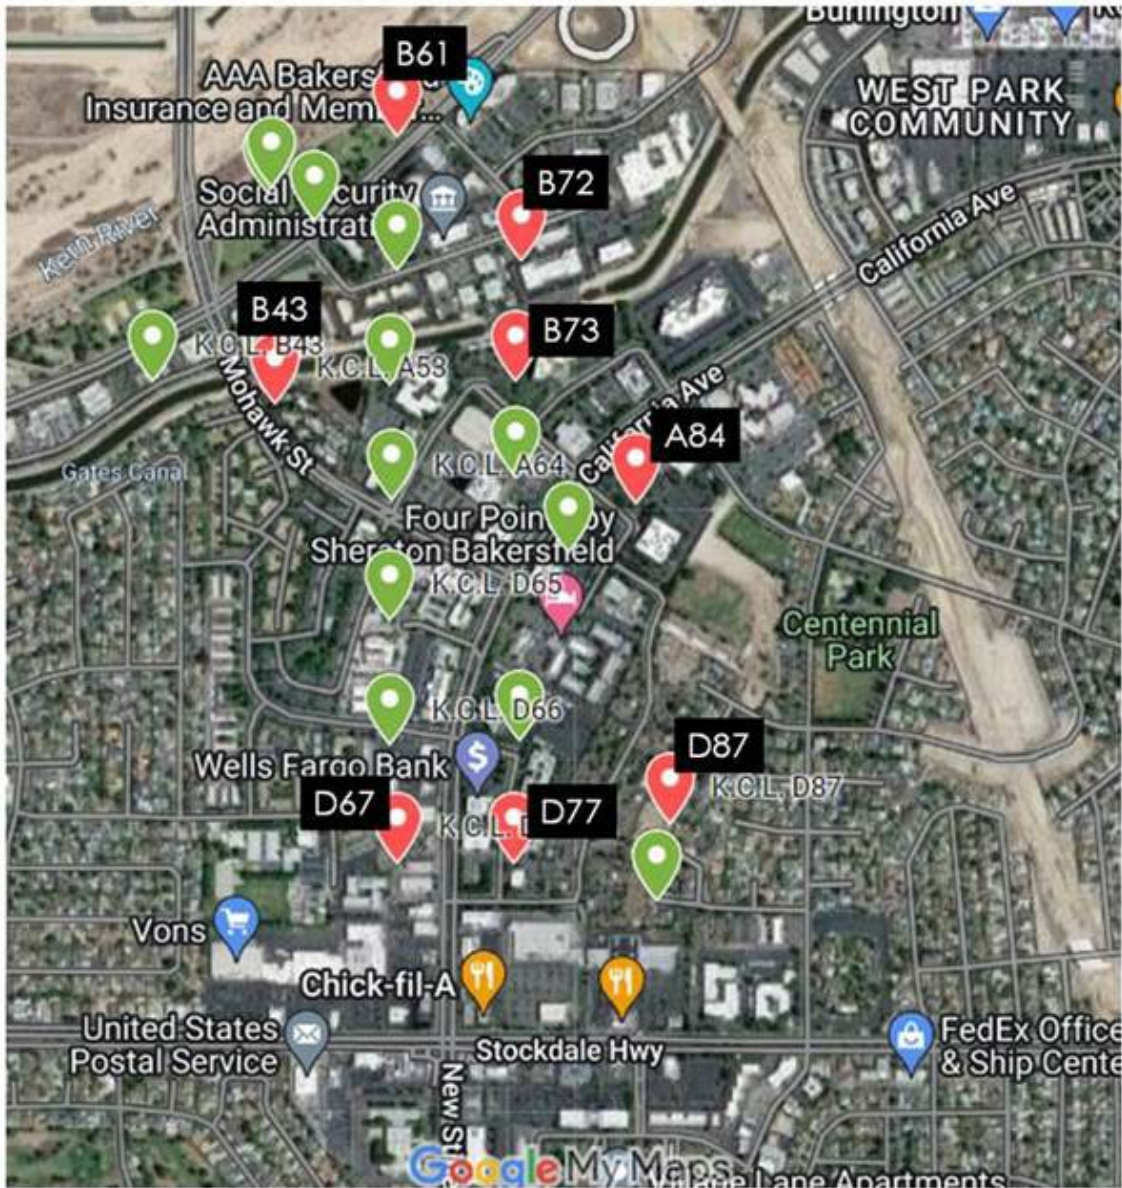 Burlington
B61
AAA Bakers
Insurance and Mem...
WEST PARK
COMMUNITY
B72
Social Security
Administrati
California Ave
Kern River
B43
K.C.L. B43
B73
K.C.L. A53
Mohawk St
California Ave
A84
Gates Canal
K.C.L. A64
Four Points by
Sheraton Bakersfield
K.C.L. D65
Centennial
Park
K.C.L. D66
D87
Wells Fargo Bank
K.C.L. D87
D67
K.C.L. D
D77
Vons
Chick-fil-A
United States
Postal Service
Stockdale Hwy
FedEx Office
& Ship Cente
New St
Google My Maps
Village Lane Apartments